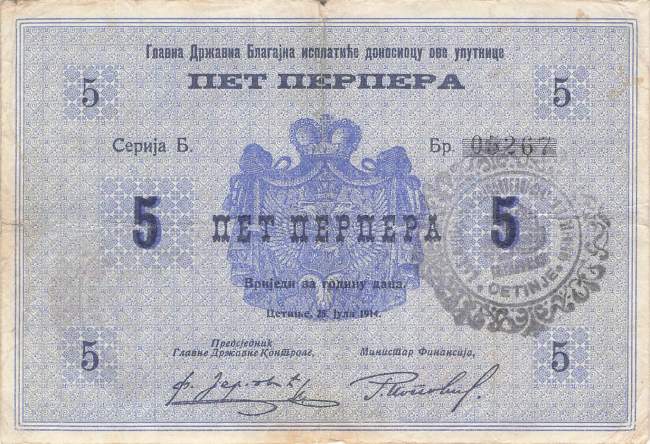 Главна Државна Благајна исплатиће доносиоцу ове упутнице
5 ПЕТ ПЕРПЕРА 5
Серија Б. Бр. 05267
5 ПЕТ ПЕРПЕРА 5
Вриједи за годину дана.
Цетиње, 25. јула 1914.
Предсједник
Главне Државне Контроле, Министар Финансија,
5 5
ЦЕТИЊЕ